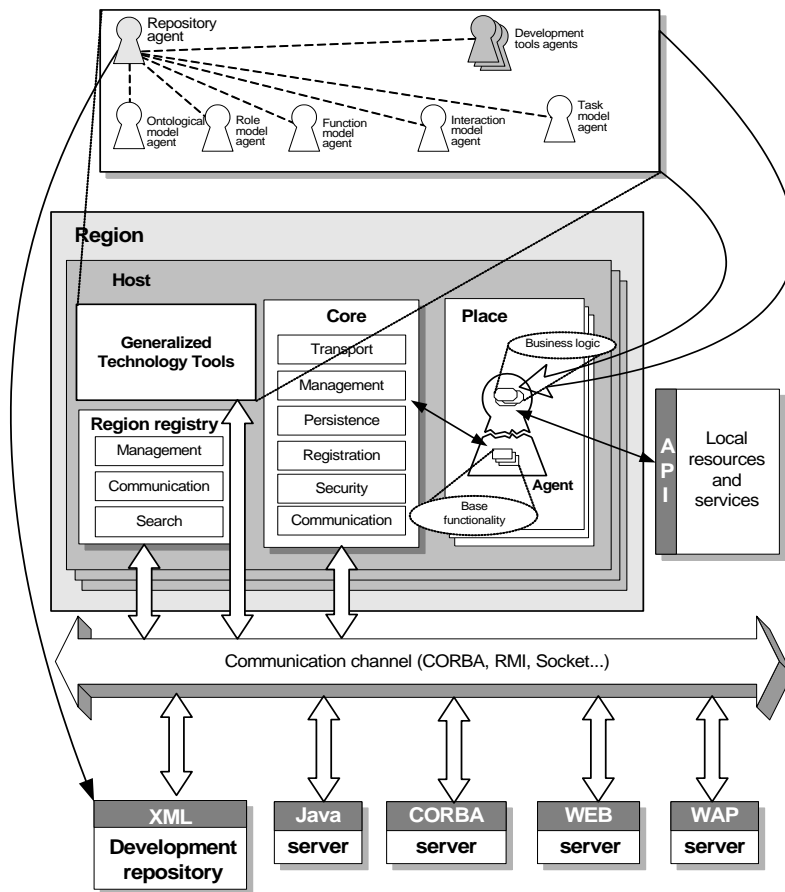 Repository
agent
Development
tools agents
Ontological
model
agent
Role
model
agent
Function
model
agent
Interaction
model
agent
Task
model
agent
Region
Host
Generalized
Technology Tools
Core
Transport
Management
Persistence
Registration
Security
Communication
Place
Business logic
Agent
Base
functionality
Region registry
Management
Communication
Search
API
Local
resources
and
services
Communication channel (CORBA, RMI, Socket...)
XML
Development
repository
Java
server
CORBA
server
WEB
server
WAP
server